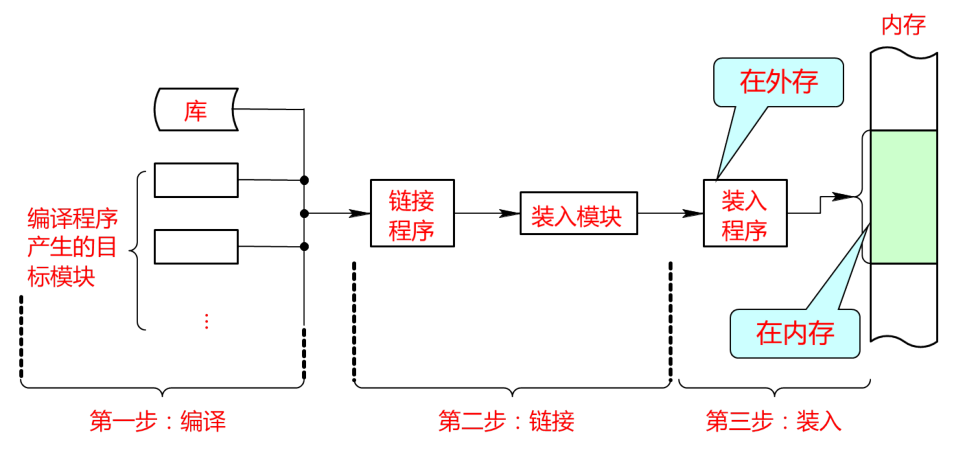 内存
在外存
库
编译程序
产生的目
标模块
链接
程序
装入模块
装入
程序
⋮
在内存
第一步：编译
第二步：链接
第三步：装入